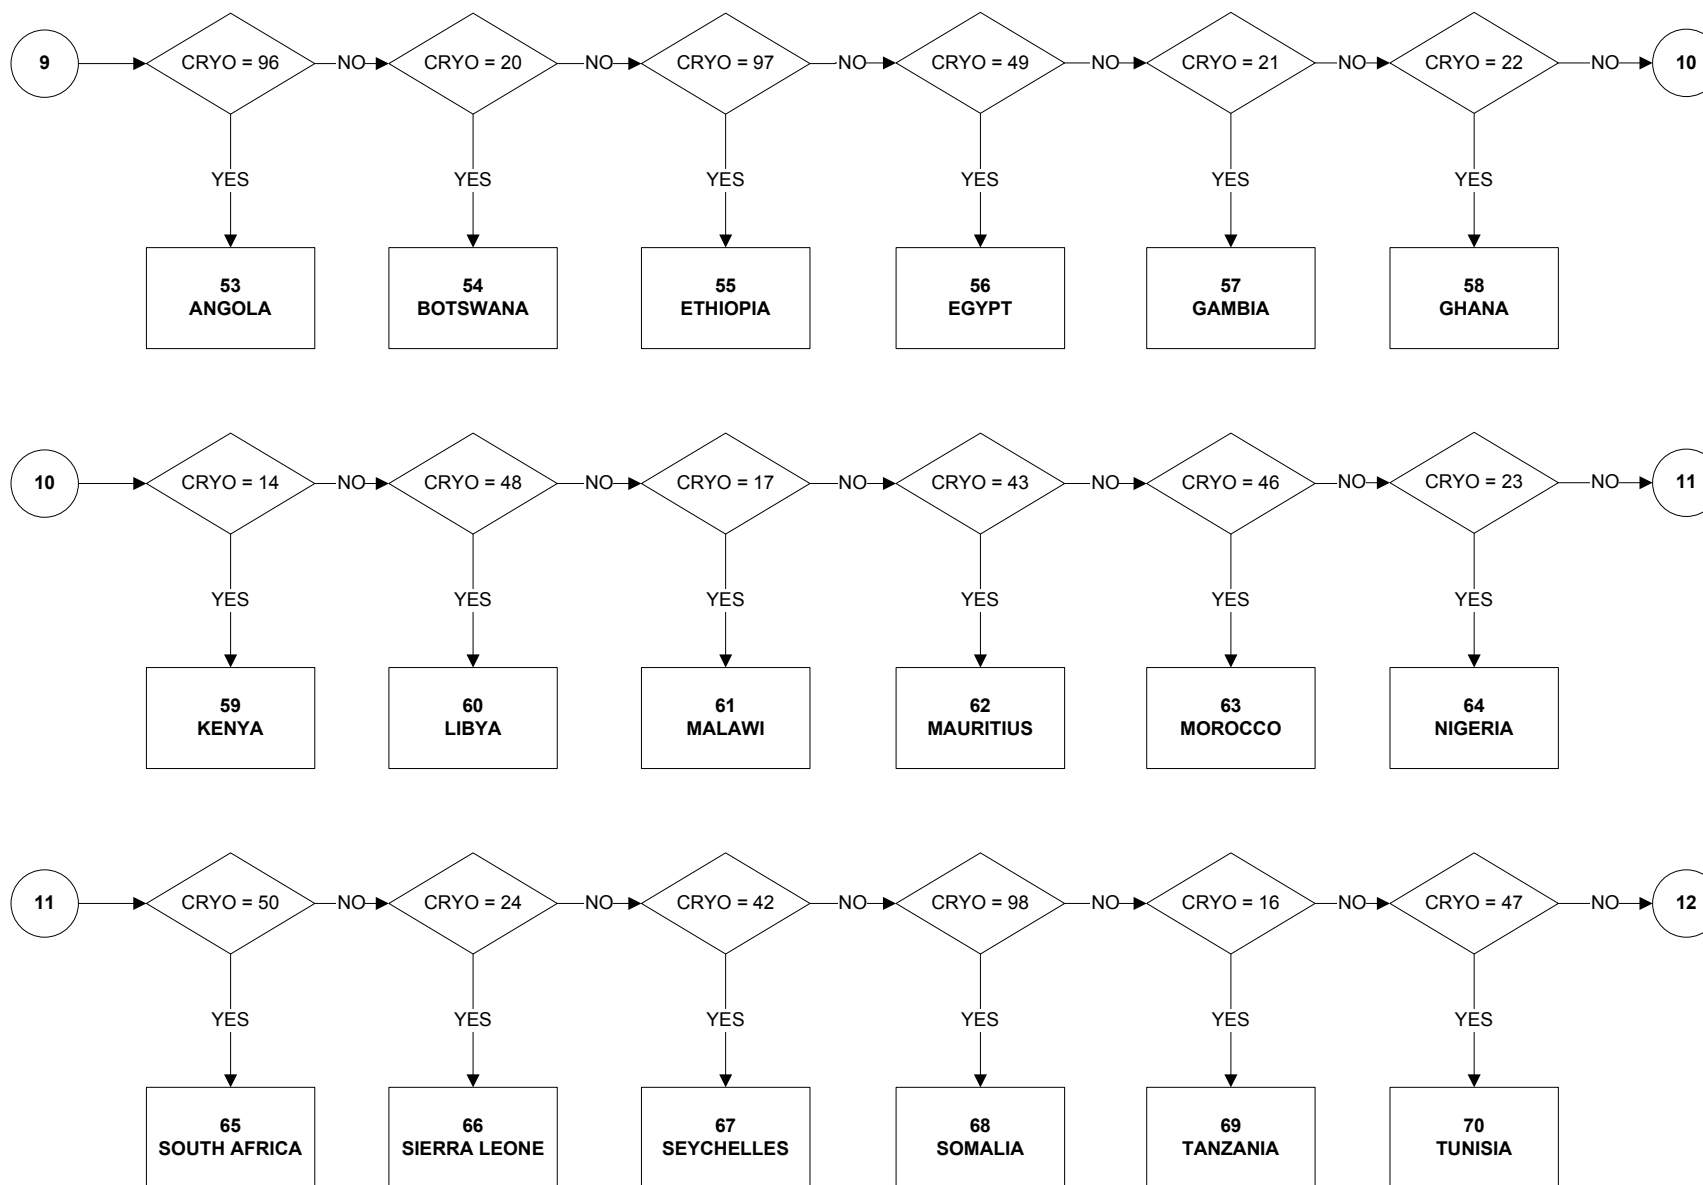 9 CRYO = 96 NO CRYO = 20 NO CRYO = 97 NO CRYO = 49 NO CRYO = 21 NO CRYO = 22 NO 10
YES YES YES YES YES YES
53 54 55 56 57 58
ANGOLA BOTSWANA ETHIOPIA EGYPT GAMBIA GHANA
10 CRYO = 14 NO CRYO = 48 NO CRYO = 17 NO CRYO = 43 NO CRYO = 46 NO CRYO = 23 NO 11
YES YES YES YES YES YES
59 60 61 62 63 64
KENYA LIBYA MALAWI MAURITIUS MOROCCO NIGERIA
11 CRYO = 50 NO CRYO = 24 NO CRYO = 42 NO CRYO = 98 NO CRYO = 16 NO CRYO = 47 NO 12
YES YES YES YES YES YES
65 66 67 68 69 70
SOUTH AFRICA SIERRA LEONE SEYCHELLES SOMALIA TANZANIA TUNISIA